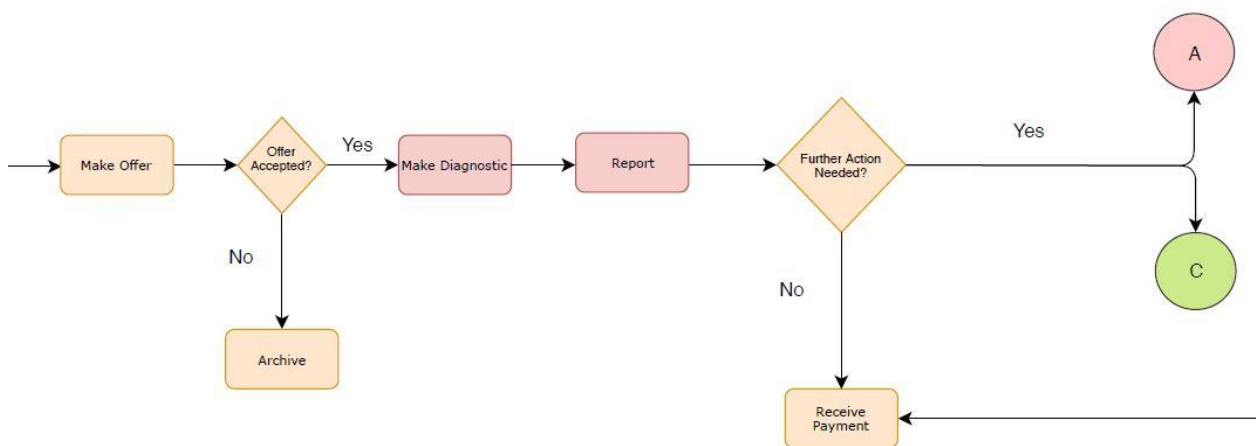 A
Make Offer
Offer
Accepted?
Yes
Make Diagnostic
Report
Further Action
Needed?
Yes
No
Archive
No
C
Receive
Payment